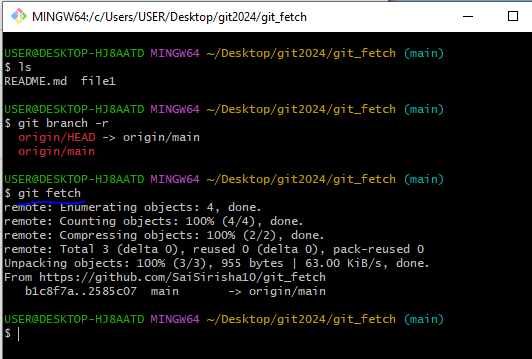 MINGW64:/c/Users/USER/Desktop/git2024/git_fetch
USER@DESKTOP-HJ8AATD MINGW64 ~/Desktop/git2024/git_fetch (main)
$ ls
README.md  file1
USER@DESKTOP-HJ8AATD MINGW64 ~/Desktop/git2024/git_fetch (main)
$ git branch -r
  origin/HEAD -> origin/main
  origin/main
USER@DESKTOP-HJ8AATD MINGW64 ~/Desktop/git2024/git_fetch (main)
$ git fetch
remote: Enumerating objects: 4, done.
remote: Counting objects: 100% (4/4), done.
remote: Compressing objects: 100% (2/2), done.
remote: Total 3 (delta 0), reused 0 (delta 0), pack-reused 0
Unpacking objects: 100% (3/3), 955 bytes | 63.00 KiB/s, done.
From https://github.com/SaiSirisha10/git_fetch
   b1c8f7a..2585c07  main       -> origin/main
USER@DESKTOP-HJ8AATD MINGW64 ~/Desktop/git2024/git_fetch (main)
$